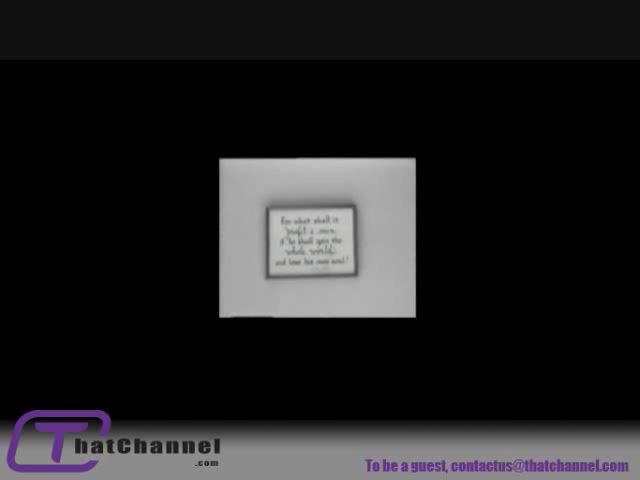 For what shall it
profit a man,
if he shall gain the
whole world,
and lose his own soul?
ThatChannel
.com
To be a guest, contactus@thatchannel.com